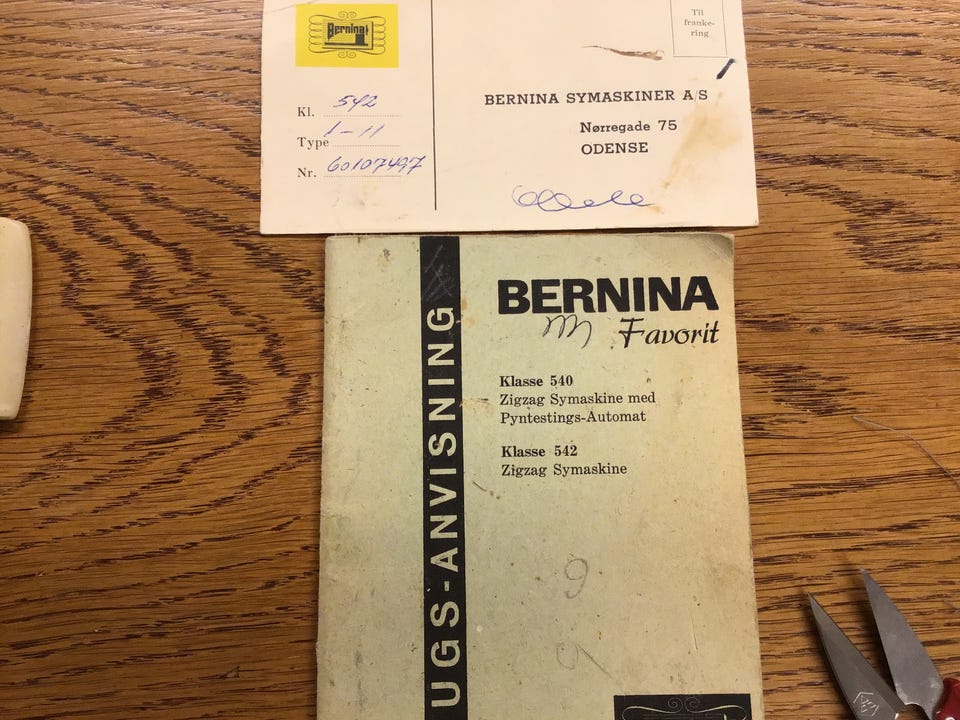 Bernina
Til
franke-
ring
Kl. 542
Type 1-11
Nr. 60107497
BERNINA SYMASKINER A/S
Nørregade 75
ODENSE
UGS-ANVISNING
BERNINA
Favorit
Klasse 540
Zigzag Symaskine med
Pyntestings-Automat
Klasse 542
Zigzag Symaskine
9